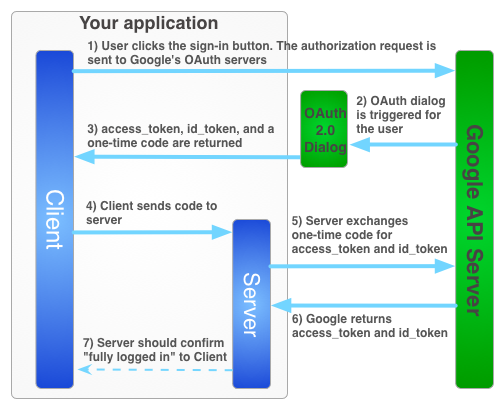 Your application
1) User clicks the sign-in button. The authorization request is
sent to Google's OAuth servers
OAuth
2.0
Dialog
2) OAuth dialog
is triggered for
the user
3) access_token, id_token, and a
one-time code are returned
Client
Google API Server
4) Client sends code to
server
5) Server exchanges
one-time code for
access_token and id_token
Server
6) Google returns
access_token and id_token
7) Server should confirm
"fully logged in" to Client